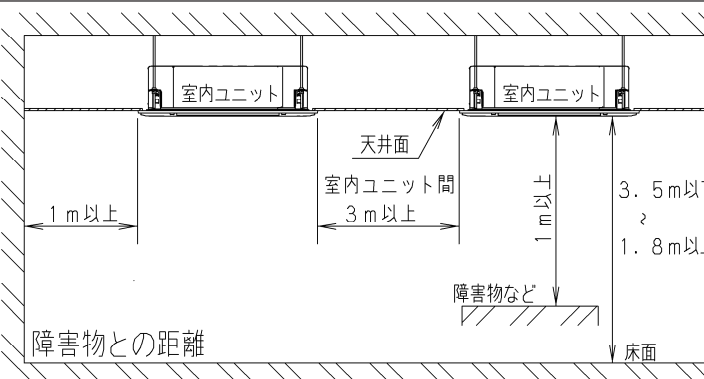 室内ユニット
室内ユニット
天井面
室内ユニット間
1m以上
3m以上
1m以上
3.5m以
~
1.8m以
障害物など
障害物との距離
床面